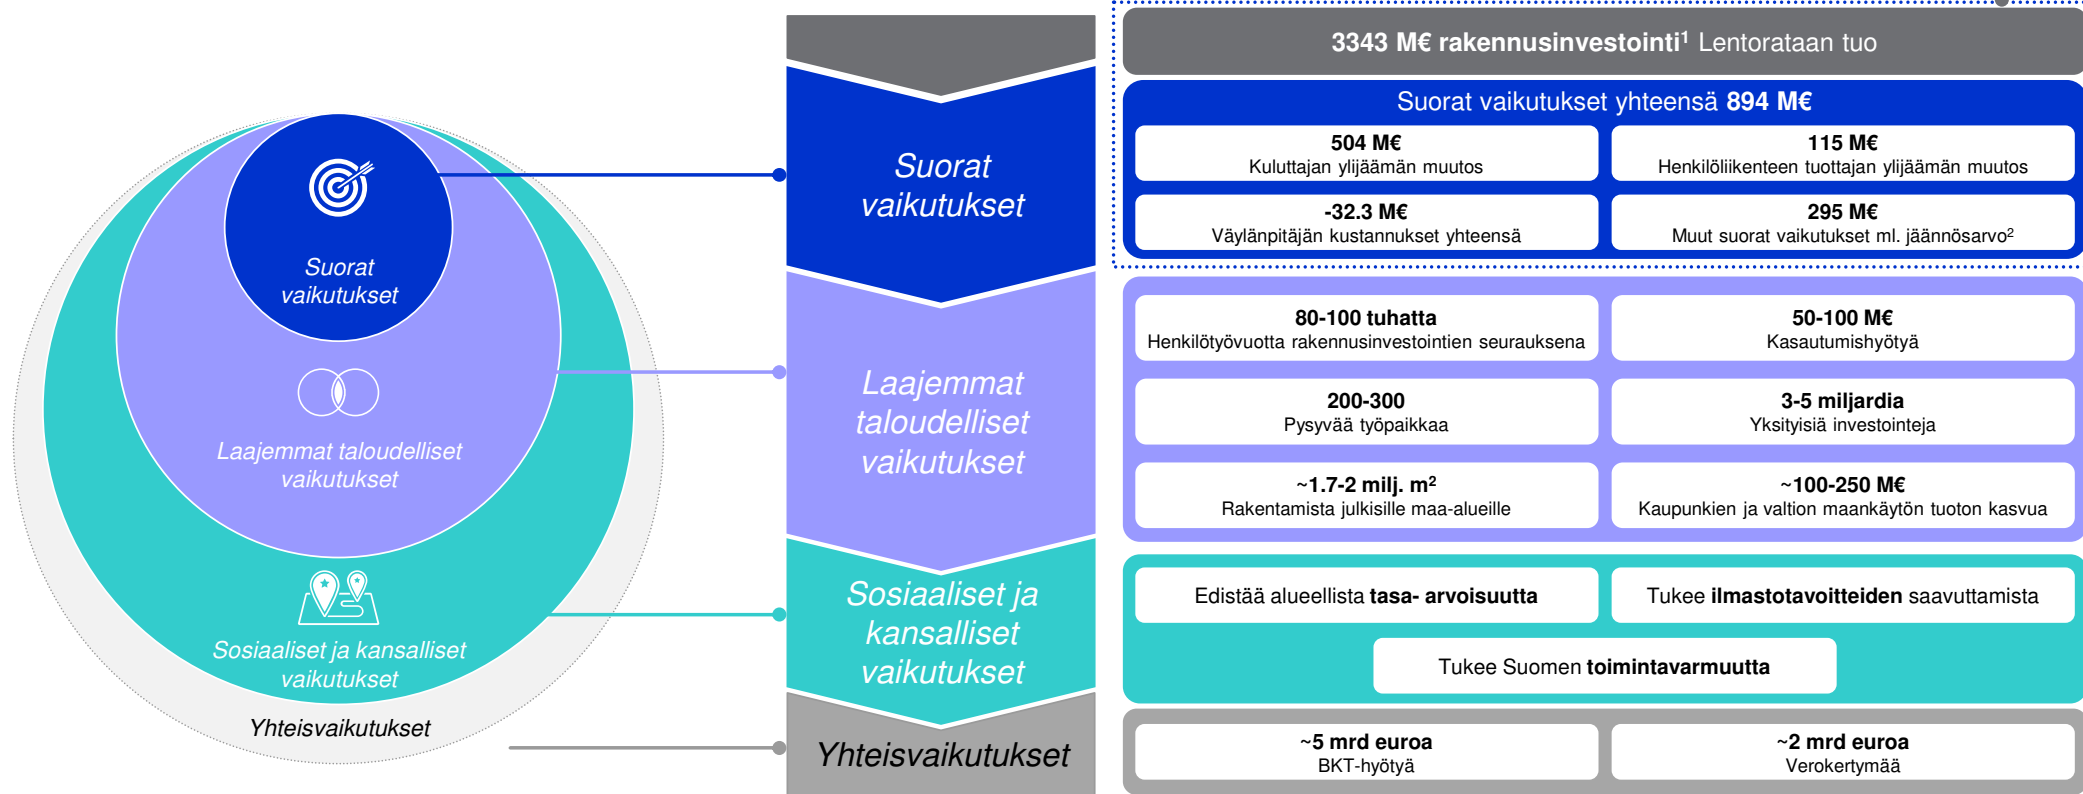 Suorat
vaikutukset
Laajemmat taloudelliset
vaikutukset
Sosiaaliset ja kansalliset
vaikutukset
Yhteisvaikutukset
Suorat
vaikutukset
Laajemmat
taloudelliset
vaikutukset
Sosiaaliset ja
kansalliset
vaikutukset
Yhteisvaikutukset
3343 M€ rakennusinvestointi¹ Lentorataan tuo
Suorat vaikutukset yhteensä 894 M€
504 M€
Kuluttajan ylijäämän muutos
115 M€
Henkilöliikenteen tuottajan ylijäämän muutos
-32.3 M€
Väylänpitäjän kustannukset yhteensä
295 M€
Muut suorat vaikutukset ml. jäännösarvo²
80-100 tuhatta
Henkilötyövuotta rakennusinvestointien seurauksena
50-100 M€
Kasautumishyötyä
200-300
Pysyvää työpaikkaa
3-5 miljardia
Yksityisiä investointeja
~1.7-2 milj. m²
Rakentamista julkisille maa-alueille
~100-250 M€
Kaupunkien ja valtion maankäytön tuoton kasvua
Edistää alueellista tasa- arvoisuutta
Tukee ilmastotavoitteiden saavuttamista
Tukee Suomen toimintavarmuutta
~5 mrd euroa
BKT-hyötyä
~2 mrd euroa
Verokertymää